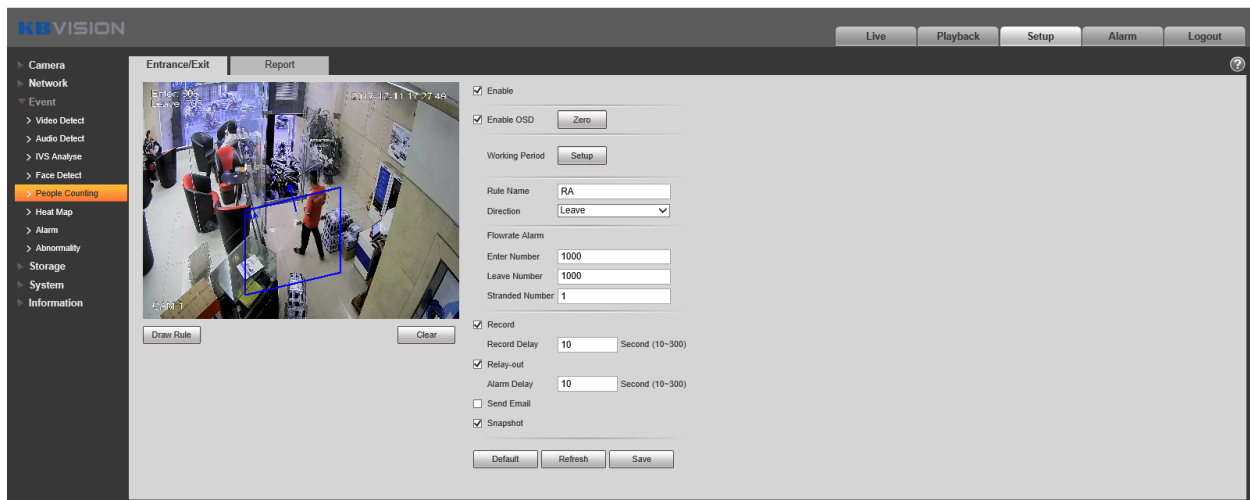 KBVISION
Live
Playback
Setup
Alarm
Logout
Camera
Network
Event
> Video Detect
> Audio Detect
> IVS Analyse
> Face Detect
> People Counting
> Heat Map
> Alarm
> Abnormality
Storage
System
Information
Entrance/Exit
Report
?
2017-12-11 17:27:49
CAM 1
Draw Rule
Clear
Enable
Enable OSD
Zero
Working Period
Setup
Rule Name RA
Direction Leave
Flowrate Alarm
Enter Number 1000
Leave Number 1000
Stranded Number 1
Record
Record Delay 10 Second (10~300)
Relay-out
Alarm Delay 10 Second (10~300)
Send Email
Snapshot
Default
Refresh
Save